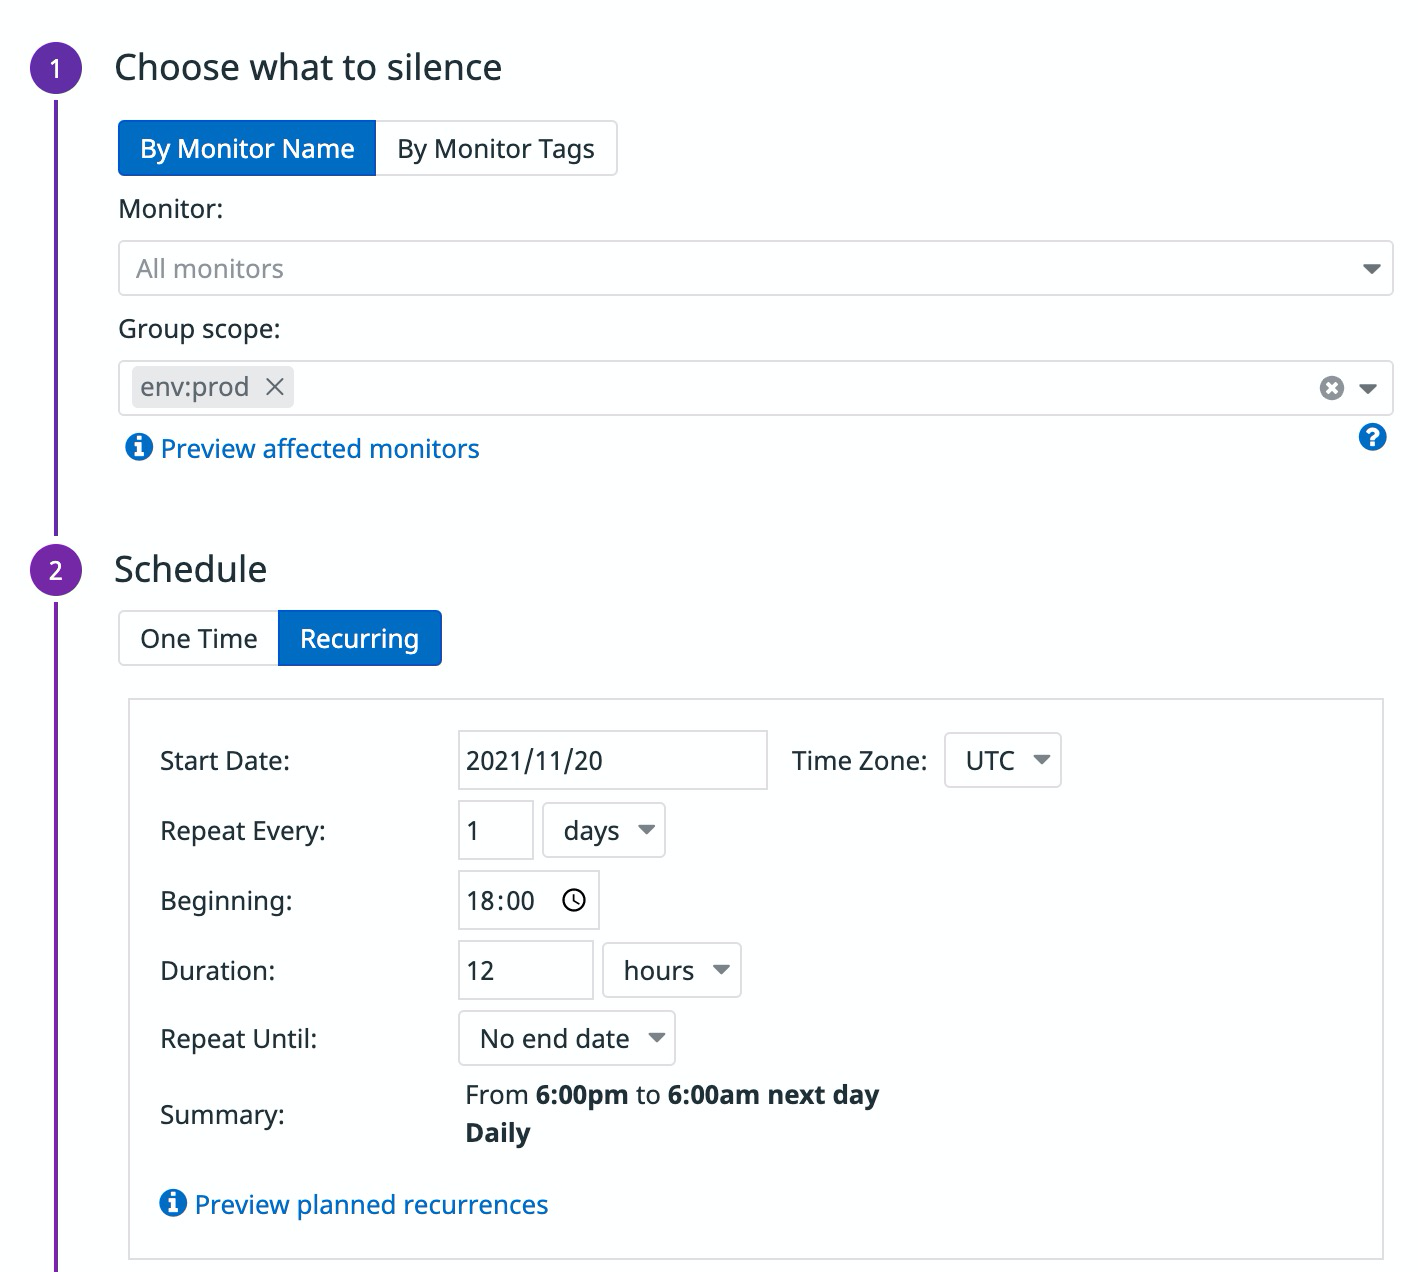 1 Choose what to silence
By Monitor Name By Monitor Tags
Monitor:
All monitors
Group scope:
env:prod
Preview affected monitors
2 Schedule
One Time Recurring
Start Date: 2021/11/20 Time Zone: UTC
Repeat Every: 1 days
Beginning: 18:00
Duration: 12 hours
Repeat Until: No end date
Summary: From 6:00pm to 6:00am next day
Daily
Preview planned recurrences